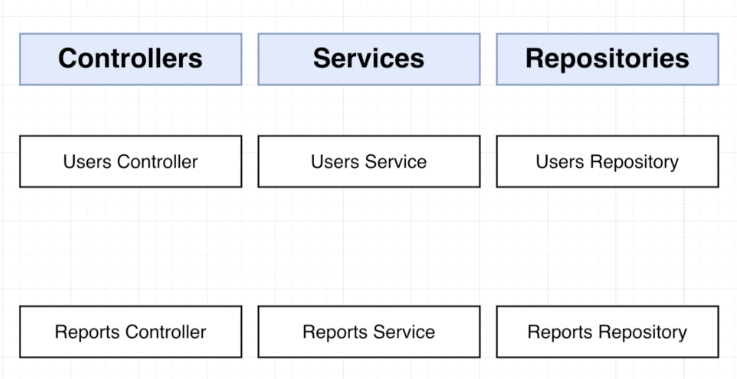 Controllers
Services
Repositories
Users Controller
Users Service
Users Repository
Reports Controller
Reports Service
Reports Repository